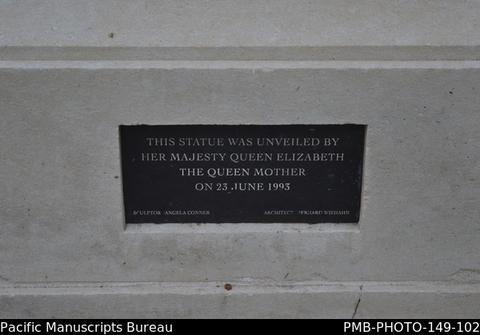 THIS STATUE WAS UNVEILED BY
HER MAJESTY QUEEN ELIZABETH
THE QUEEN MOTHER
ON 23 JUNE 1993
SCULPTOR ANGELA CONNER
ARCHITECT
Pacific Manuscripts Bureau
PMB-PHOTO-149-102